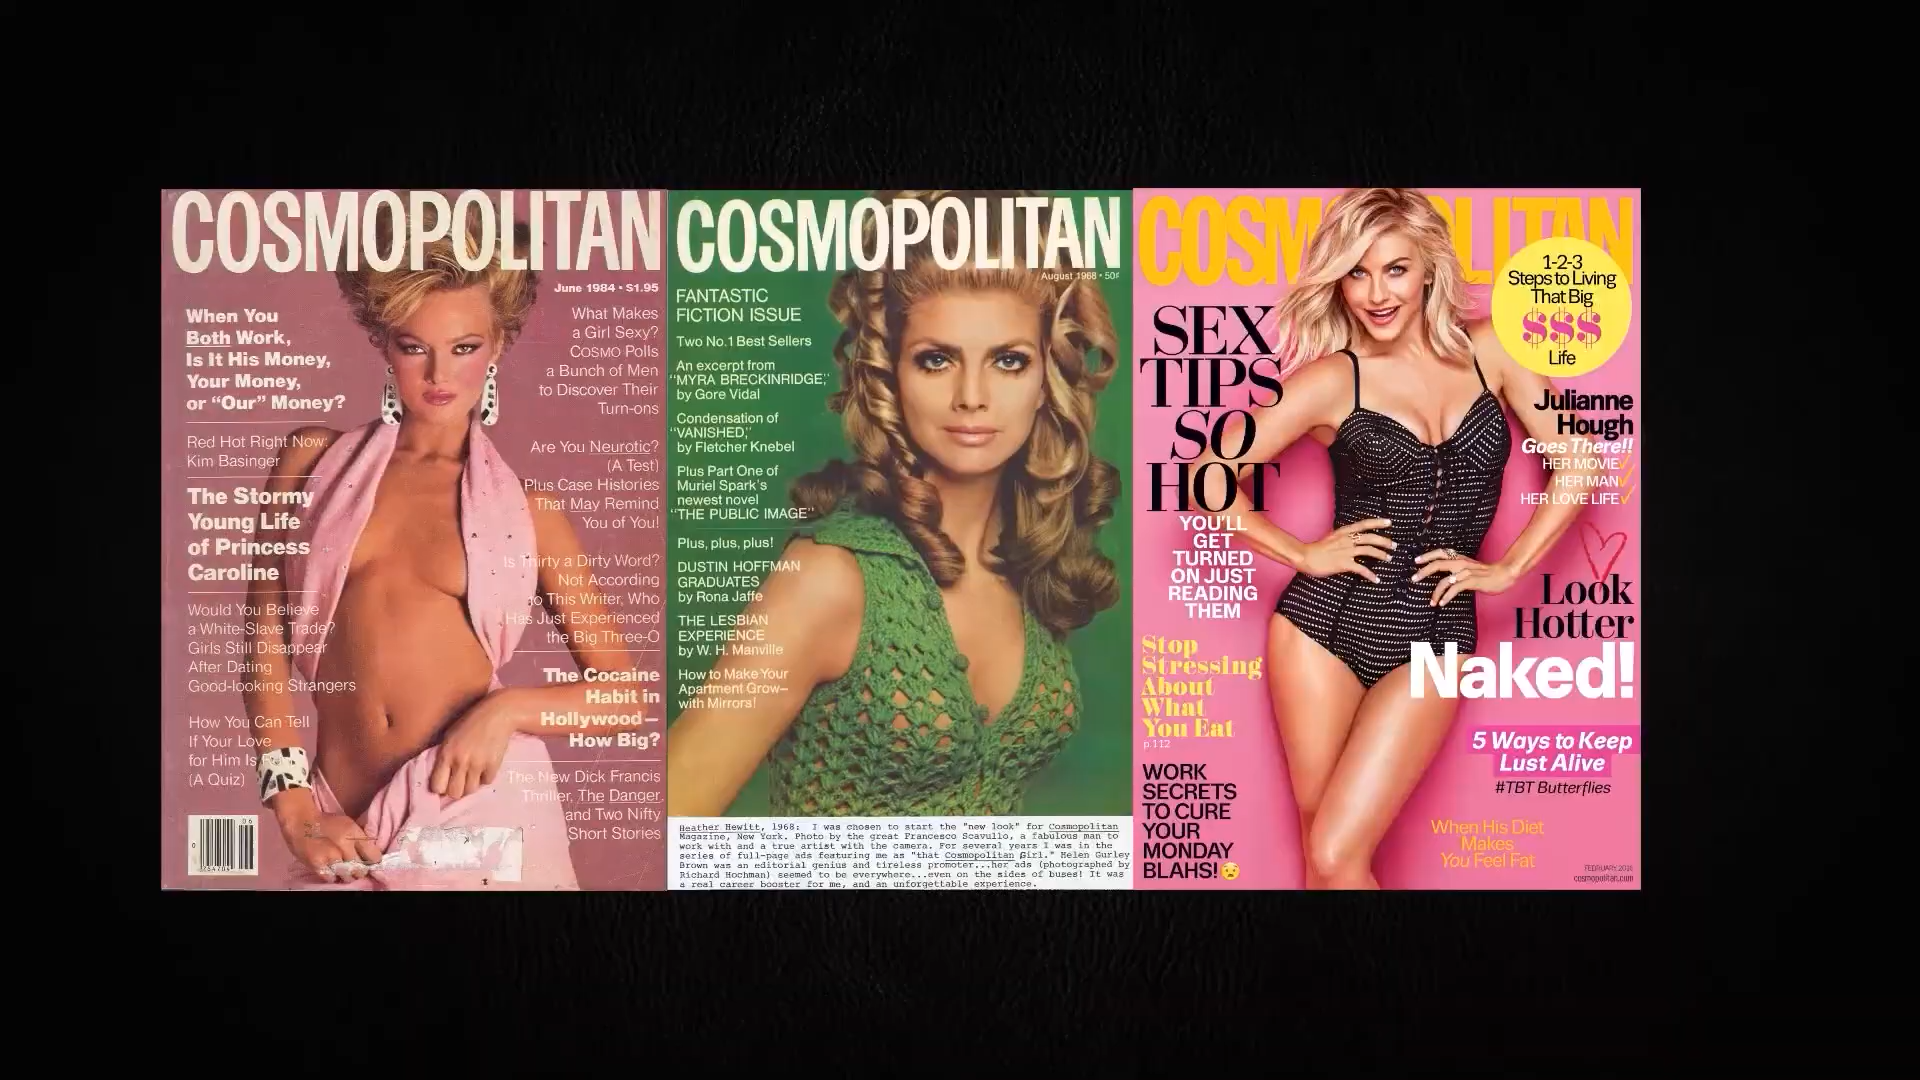 COSMOPOLITAN
June 1984 • $1.95
When You
Both Work,
Is It His Money,
Your Money,
or “Our” Money?
Red Hot Right Now:
Kim Basinger
The Stormy
Young Life
of Princess
Caroline
Would You Believe
a White-Slave Trade?
Girls Still Disappear
After Dating
Good-looking Strangers
How You Can Tell
If Your Love
for Him Is
(A Quiz)
What Makes
a Girl Sexy?
COSMO Polls
a Bunch of Men
to Discover Their
Turn-ons
Are You Neurotic?
(A Test)
Plus Case Histories
That May Remind
You of You!
Is Thirty a Dirty Word?
Not According
to This Writer, Who
Has Just Experienced
the Big Three-O
The Cocaine
Habit in
Hollywood—
How Big?
The New Dick Francis
Thriller, The Danger,
and Two Nifty
Short Stories
COSMOPOLITAN
August 1968 • 50¢
FANTASTIC
FICTION ISSUE
Two No.1 Best Sellers
An excerpt from
“MYRA BRECKINRIDGE,”
by Gore Vidal
Condensation of
“VANISHED,”
by Fletcher Knebel
Plus Part One of
Muriel Spark's
newest novel
“THE PUBLIC IMAGE”
Plus, plus, plus!
DUSTIN HOFFMAN
GRADUATES
by Rona Jaffe
THE LESBIAN
EXPERIENCE
by W. H. Manville
How to Make Your
Apartment Grow—
with Mirrors!
Heather Hewitt, 1968: I was chosen to start the "new look" for Cosmopolitan
Magazine, New York. Photo by the great Francesco Scavullo, a fabulous man to
work with and a true artist with the camera. For several years I was in the
series of full-page ads featuring me as "that Cosmopolitan Girl." Helen Gurley
Brown was an editorial genius and tireless promoter...her ads (photographed by
Richard Hochman) seemed to be everywhere...even on the sides of buses! It was
a real career booster for me, and an unforgettable experience.
COSMOPOLITAN
SEX
TIPS
SO
HOT
YOU'LL
GET
TURNED
ON JUST
READING
THEM
Stop
Stressing
About
What
You Eat
p.112
WORK
SECRETS
TO CURE
YOUR
MONDAY
BLAHS!
1-2-3
Steps to Living
That Big
$$$
Life
Julianne
Hough
Goes There!!
HER MOVIE
HER MAN
HER LOVE LIFE
Look
Hotter
Naked!
5 Ways to Keep
Lust Alive
#TBT Butterflies
When His Diet
Makes
You Feel Fat
FEBRUARY 2016
cosmopolitan.com